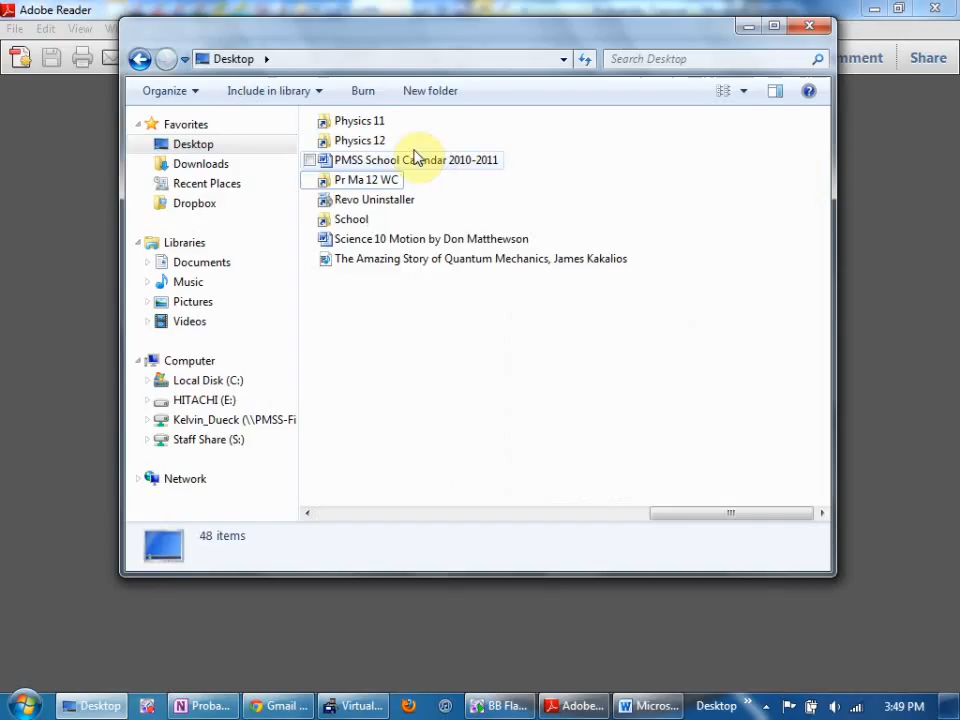 Adobe Reader
File Edit View
mment Share
Desktop
Search Desktop
Organize Include in library Burn New folder
Favorites
Desktop
Downloads
Recent Places
Dropbox
Libraries
Documents
Music
Pictures
Videos
Computer
Local Disk (C:)
HITACHI (E:)
Kelvin_Dueck (\\PMSS-Fi
Staff Share (S:)
Network
Physics 11
Physics 12
PMSS School Calendar 2010-2011
Pr Ma 12 WC
Revo Uninstaller
School
Science 10 Motion by Don Matthewson
The Amazing Story of Quantum Mechanics, James Kakalios
48 items
Desktop Proba... Gmail ... Virtual... BB Fla... Adobe... Micros... Desktop » 3:49 PM